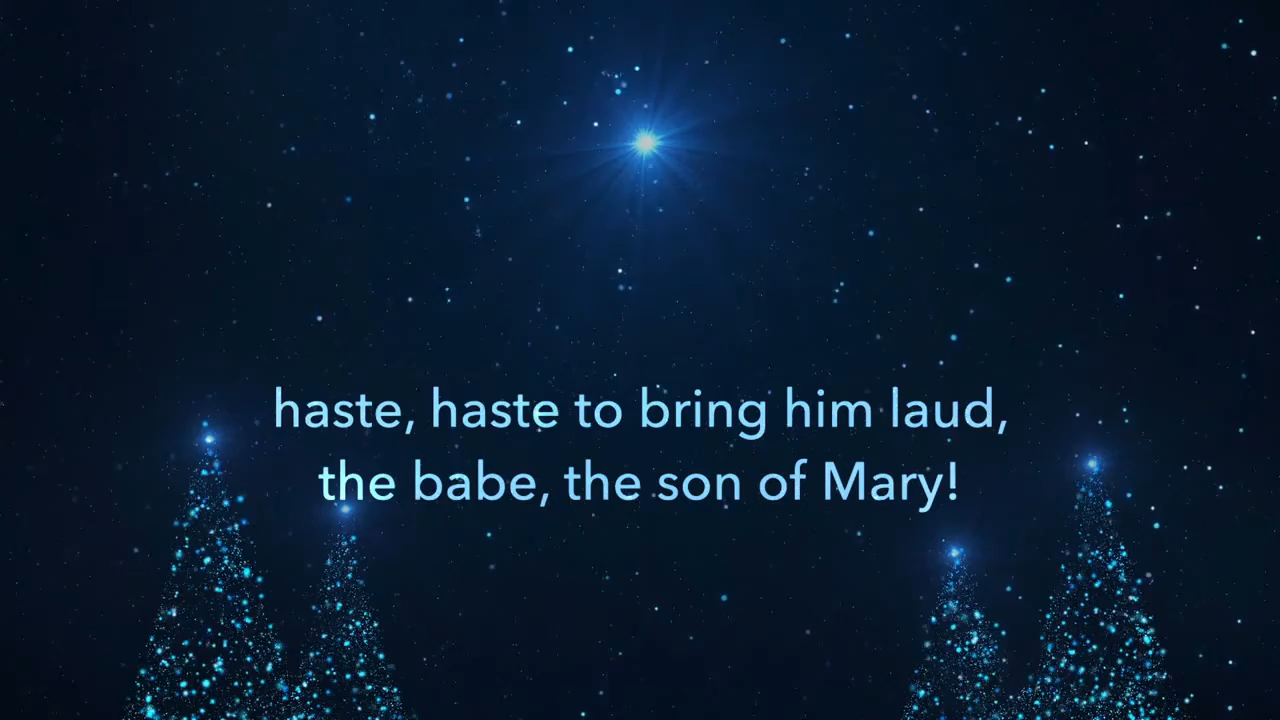 haste, haste to bring him laud,
the babe, the son of Mary!